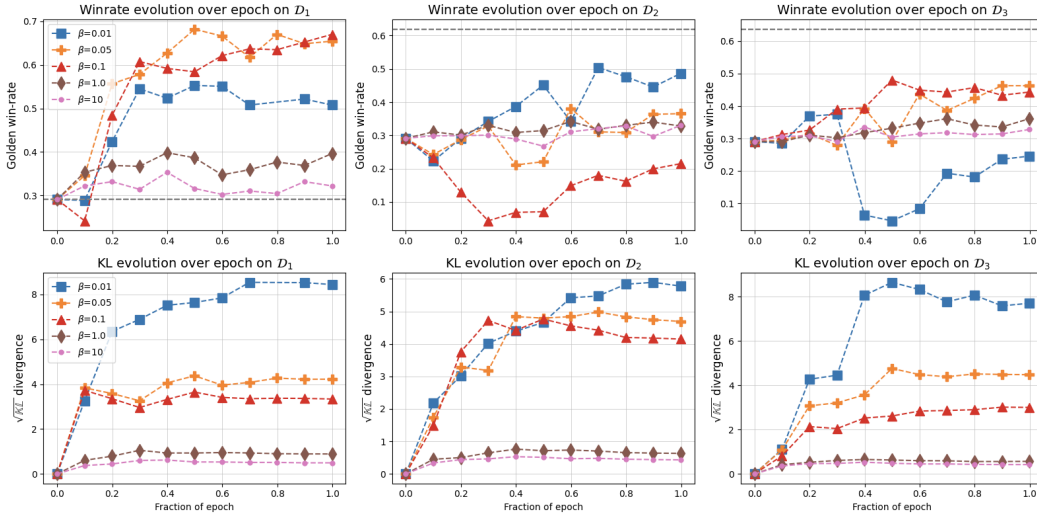 Winrate evolution over epoch on 𝒟₁
Golden win-rate
0.7
0.6
0.5
0.4
0.3
β=0.01
β=0.05
β=0.1
β=1.0
β=10
0.0 0.2 0.4 0.6 0.8 1.0
Winrate evolution over epoch on 𝒟₂
Golden win-rate
0.6
0.5
0.4
0.3
0.2
0.1
0.0 0.2 0.4 0.6 0.8 1.0
Winrate evolution over epoch on 𝒟₃
Golden win-rate
0.6
0.5
0.4
0.3
0.2
0.1
0.0 0.2 0.4 0.6 0.8 1.0
KL evolution over epoch on 𝒟₁
√𝕂𝕃 divergence
8
6
4
2
0
β=0.01
β=0.05
β=0.1
β=1.0
β=10
0.0 0.2 0.4 0.6 0.8 1.0
Fraction of epoch
KL evolution over epoch on 𝒟₂
√𝕂𝕃 divergence
6
5
4
3
2
1
0
0.0 0.2 0.4 0.6 0.8 1.0
Fraction of epoch
KL evolution over epoch on 𝒟₃
√𝕂𝕃 divergence
8
6
4
2
0
0.0 0.2 0.4 0.6 0.8 1.0
Fraction of epoch